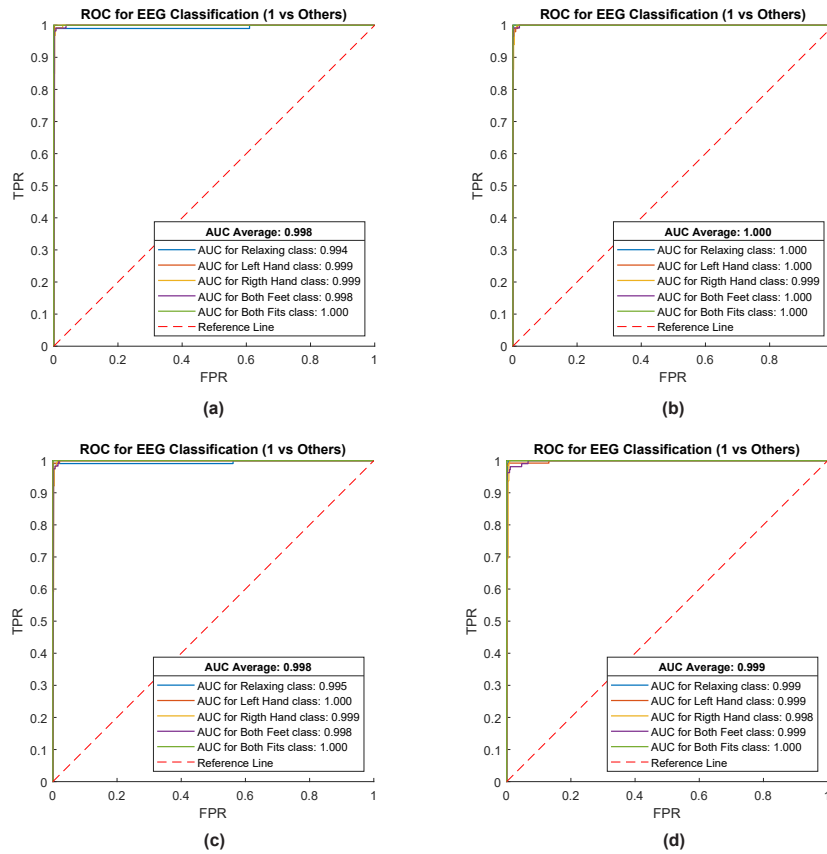 ROC for EEG Classification (1 vs Others)
1
0.9
0.8
0.7
0.6
0.5
0.4
0.3
0.2
0.1
0
TPR
AUC Average: 0.998
AUC for Relaxing class: 0.994
AUC for Left Hand class: 0.999
AUC for Rigth Hand class: 0.999
AUC for Both Feet class: 0.998
AUC for Both Fits class: 1.000
Reference Line
0 0.2 0.4 0.6 0.8 1
FPR
(a)
ROC for EEG Classification (1 vs Others)
1
0.9
0.8
0.7
0.6
0.5
0.4
0.3
0.2
0.1
0
TPR
AUC Average: 1.000
AUC for Relaxing class: 1.000
AUC for Left Hand class: 1.000
AUC for Rigth Hand class: 0.999
AUC for Both Feet class: 1.000
AUC for Both Fits class: 1.000
Reference Line
0 0.2 0.4 0.6 0.8
FPR
(b)
ROC for EEG Classification (1 vs Others)
1
0.9
0.8
0.7
0.6
0.5
0.4
0.3
0.2
0.1
0
TPR
AUC Average: 0.998
AUC for Relaxing class: 0.995
AUC for Left Hand class: 1.000
AUC for Rigth Hand class: 0.999
AUC for Both Feet class: 0.998
AUC for Both Fits class: 1.000
Reference Line
0 0.2 0.4 0.6 0.8 1
FPR
(c)
ROC for EEG Classification (1 vs Others)
1
0.9
0.8
0.7
0.6
0.5
0.4
0.3
0.2
0.1
0
TPR
AUC Average: 0.999
AUC for Relaxing class: 0.999
AUC for Left Hand class: 0.999
AUC for Rigth Hand class: 0.998
AUC for Both Feet class: 0.999
AUC for Both Fits class: 1.000
Reference Line
0 0.2 0.4 0.6 0.8 1
FPR
(d)